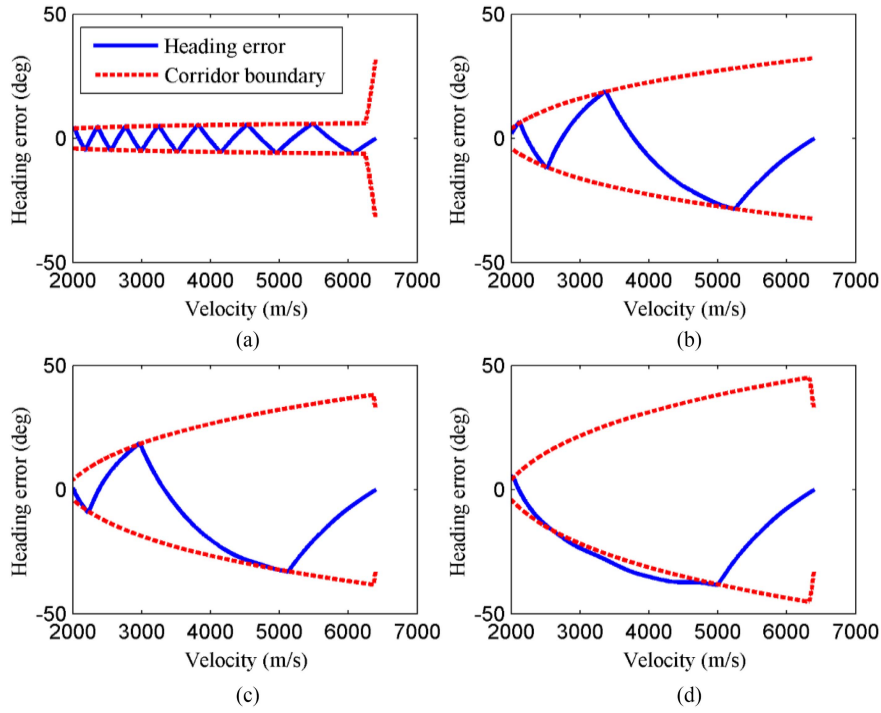 50
Heading error
Corridor boundary
0
-50
2000 3000 4000 5000 6000 7000
Heading error (deg)
Velocity (m/s)
(a)
50
0
-50
2000 3000 4000 5000 6000 7000
Heading error (deg)
Velocity (m/s)
(b)
50
0
-50
2000 3000 4000 5000 6000 7000
Heading error (deg)
Velocity (m/s)
(c)
50
0
-50
2000 3000 4000 5000 6000 7000
Heading error (deg)
Velocity (m/s)
(d)